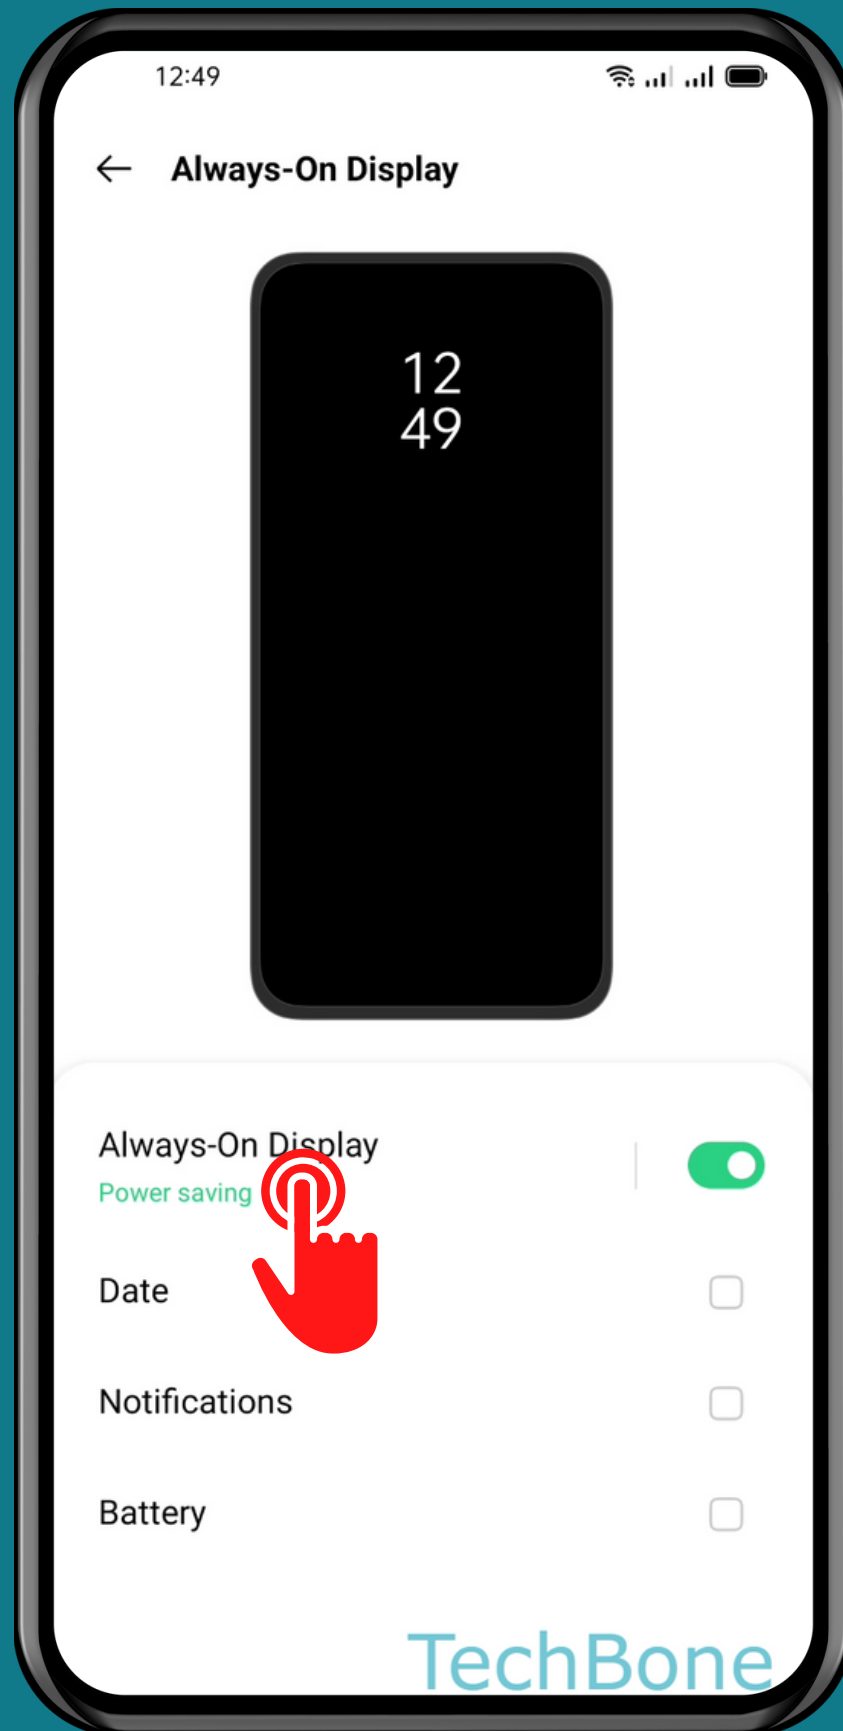 12:49
Always-On Display
12
49
Always-On Display
Power saving
Date
Notifications
Battery
TechBone